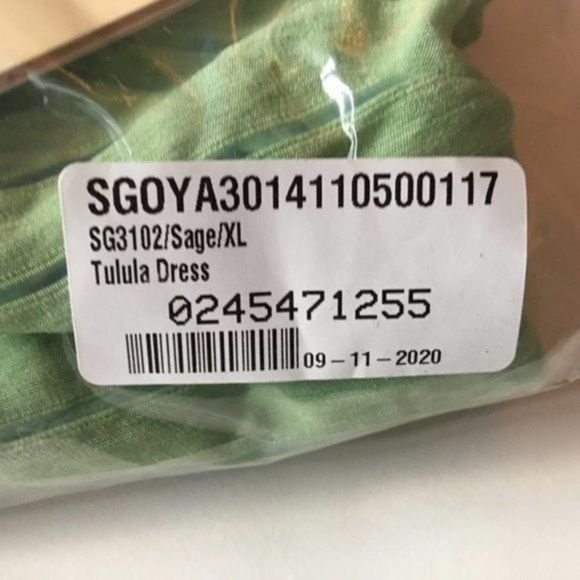 SGOYA3014110500117
SG3102/Sage/XL
Tulula Dress
0245471255
09-11-2020